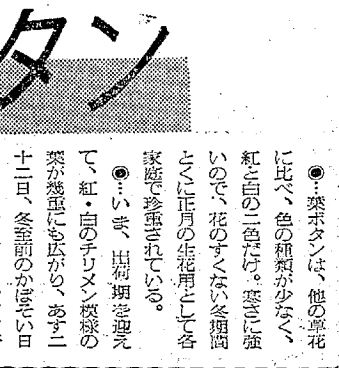 タン
◉…葉ボタンは、他の草花
に比べ、色の種類が少なく、
紅と白の二色だけ。寒さに強
いので、花のすくない冬期間
とくに正月の生花用として各
家庭で珍重されている。
◉…いま、出荷期を迎え
て、紅・白のチリメン模様の
葉が幾重にも広がり、あす二
十二日、冬至前のかぼそい日